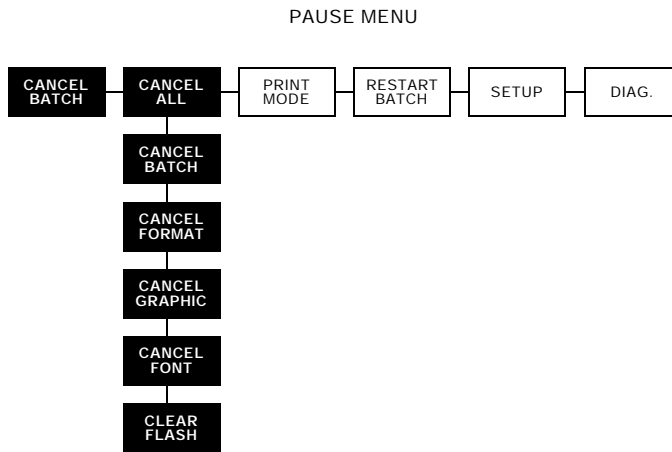 PAUSE MENU
CANCEL
BATCH
CANCEL
ALL
PRINT
MODE
RESTART
BATCH
SETUP
DIAG.
CANCEL
BATCH
CANCEL
FORMAT
CANCEL
GRAPHIC
CANCEL
FONT
CLEAR
FLASH